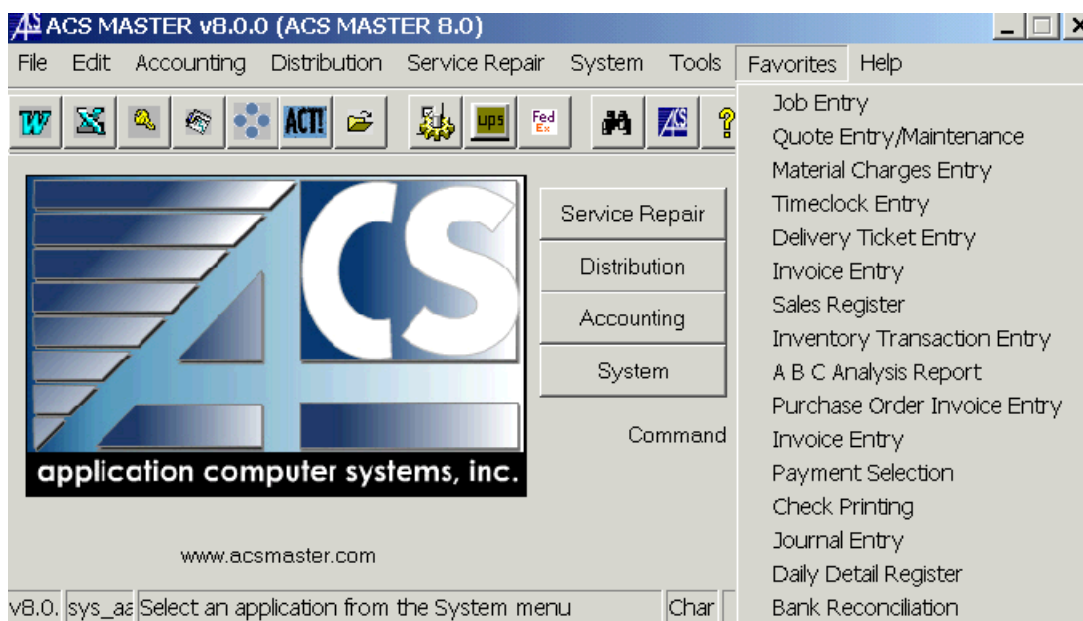 ACS MASTER v8.0.0 (ACS MASTER 8.0)
File Edit Accounting Distribution Service Repair System Tools Favorites Help
W X ACT! ups Fed Ex ACS ?
Job Entry
Quote Entry/Maintenance
Material Charges Entry
Timeclock Entry
Delivery Ticket Entry
Invoice Entry
Sales Register
Inventory Transaction Entry
A B C Analysis Report
Purchase Order Invoice Entry
Invoice Entry
Payment Selection
Check Printing
Journal Entry
Daily Detail Register
Bank Reconciliation
ACS
application computer systems, inc.
Service Repair
Distribution
Accounting
System
Command
www.acsmaster.com
v8.0. sys_aa Select an application from the System menu Char